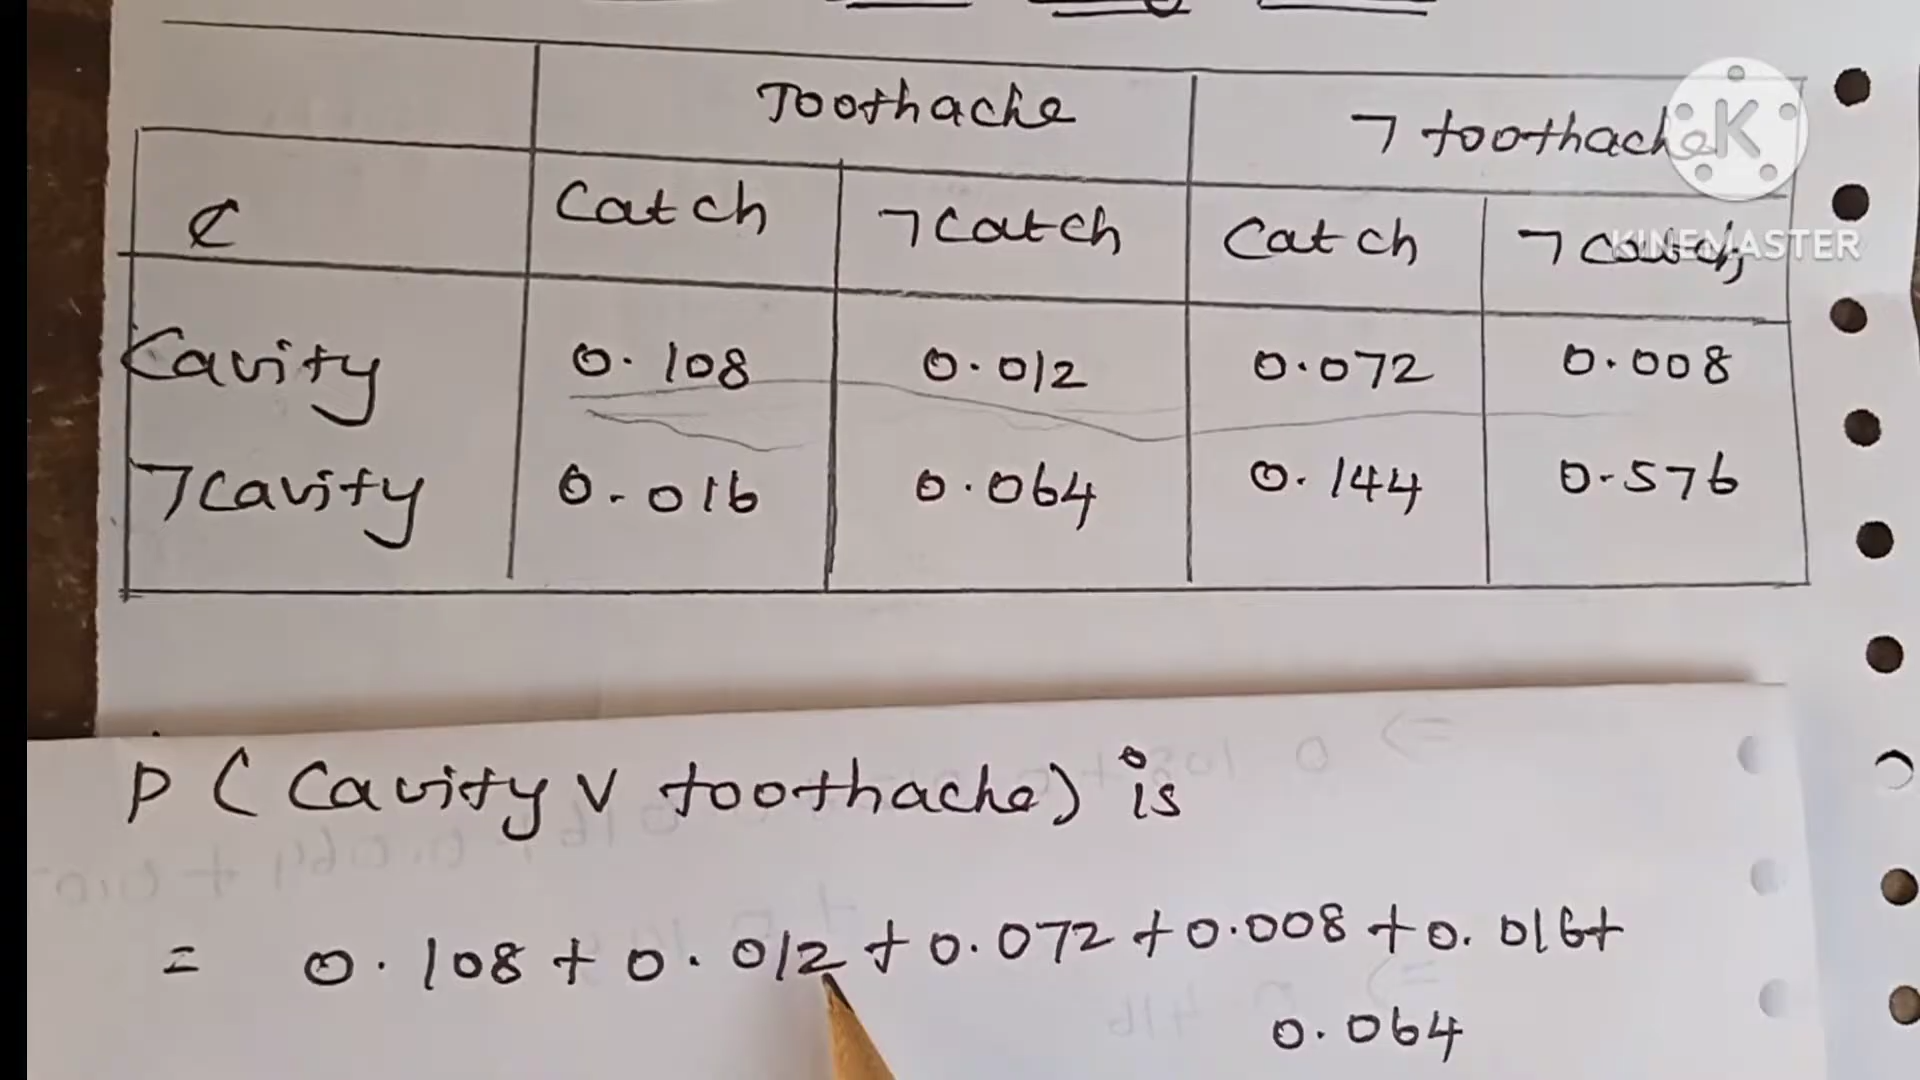 Toothache ㄱ toothache
¢ Catch ㄱ Catch Catch ㄱ Catch
Cavity 0.108 0.012 0.072 0.008
ㄱ Cavity 0.016 0.064 0.144 0.576
P ( Cavity V toothache) is
= 0.108 + 0.012 + 0.072 + 0.008 + 0.016+
0.064
K
KINEMASTER